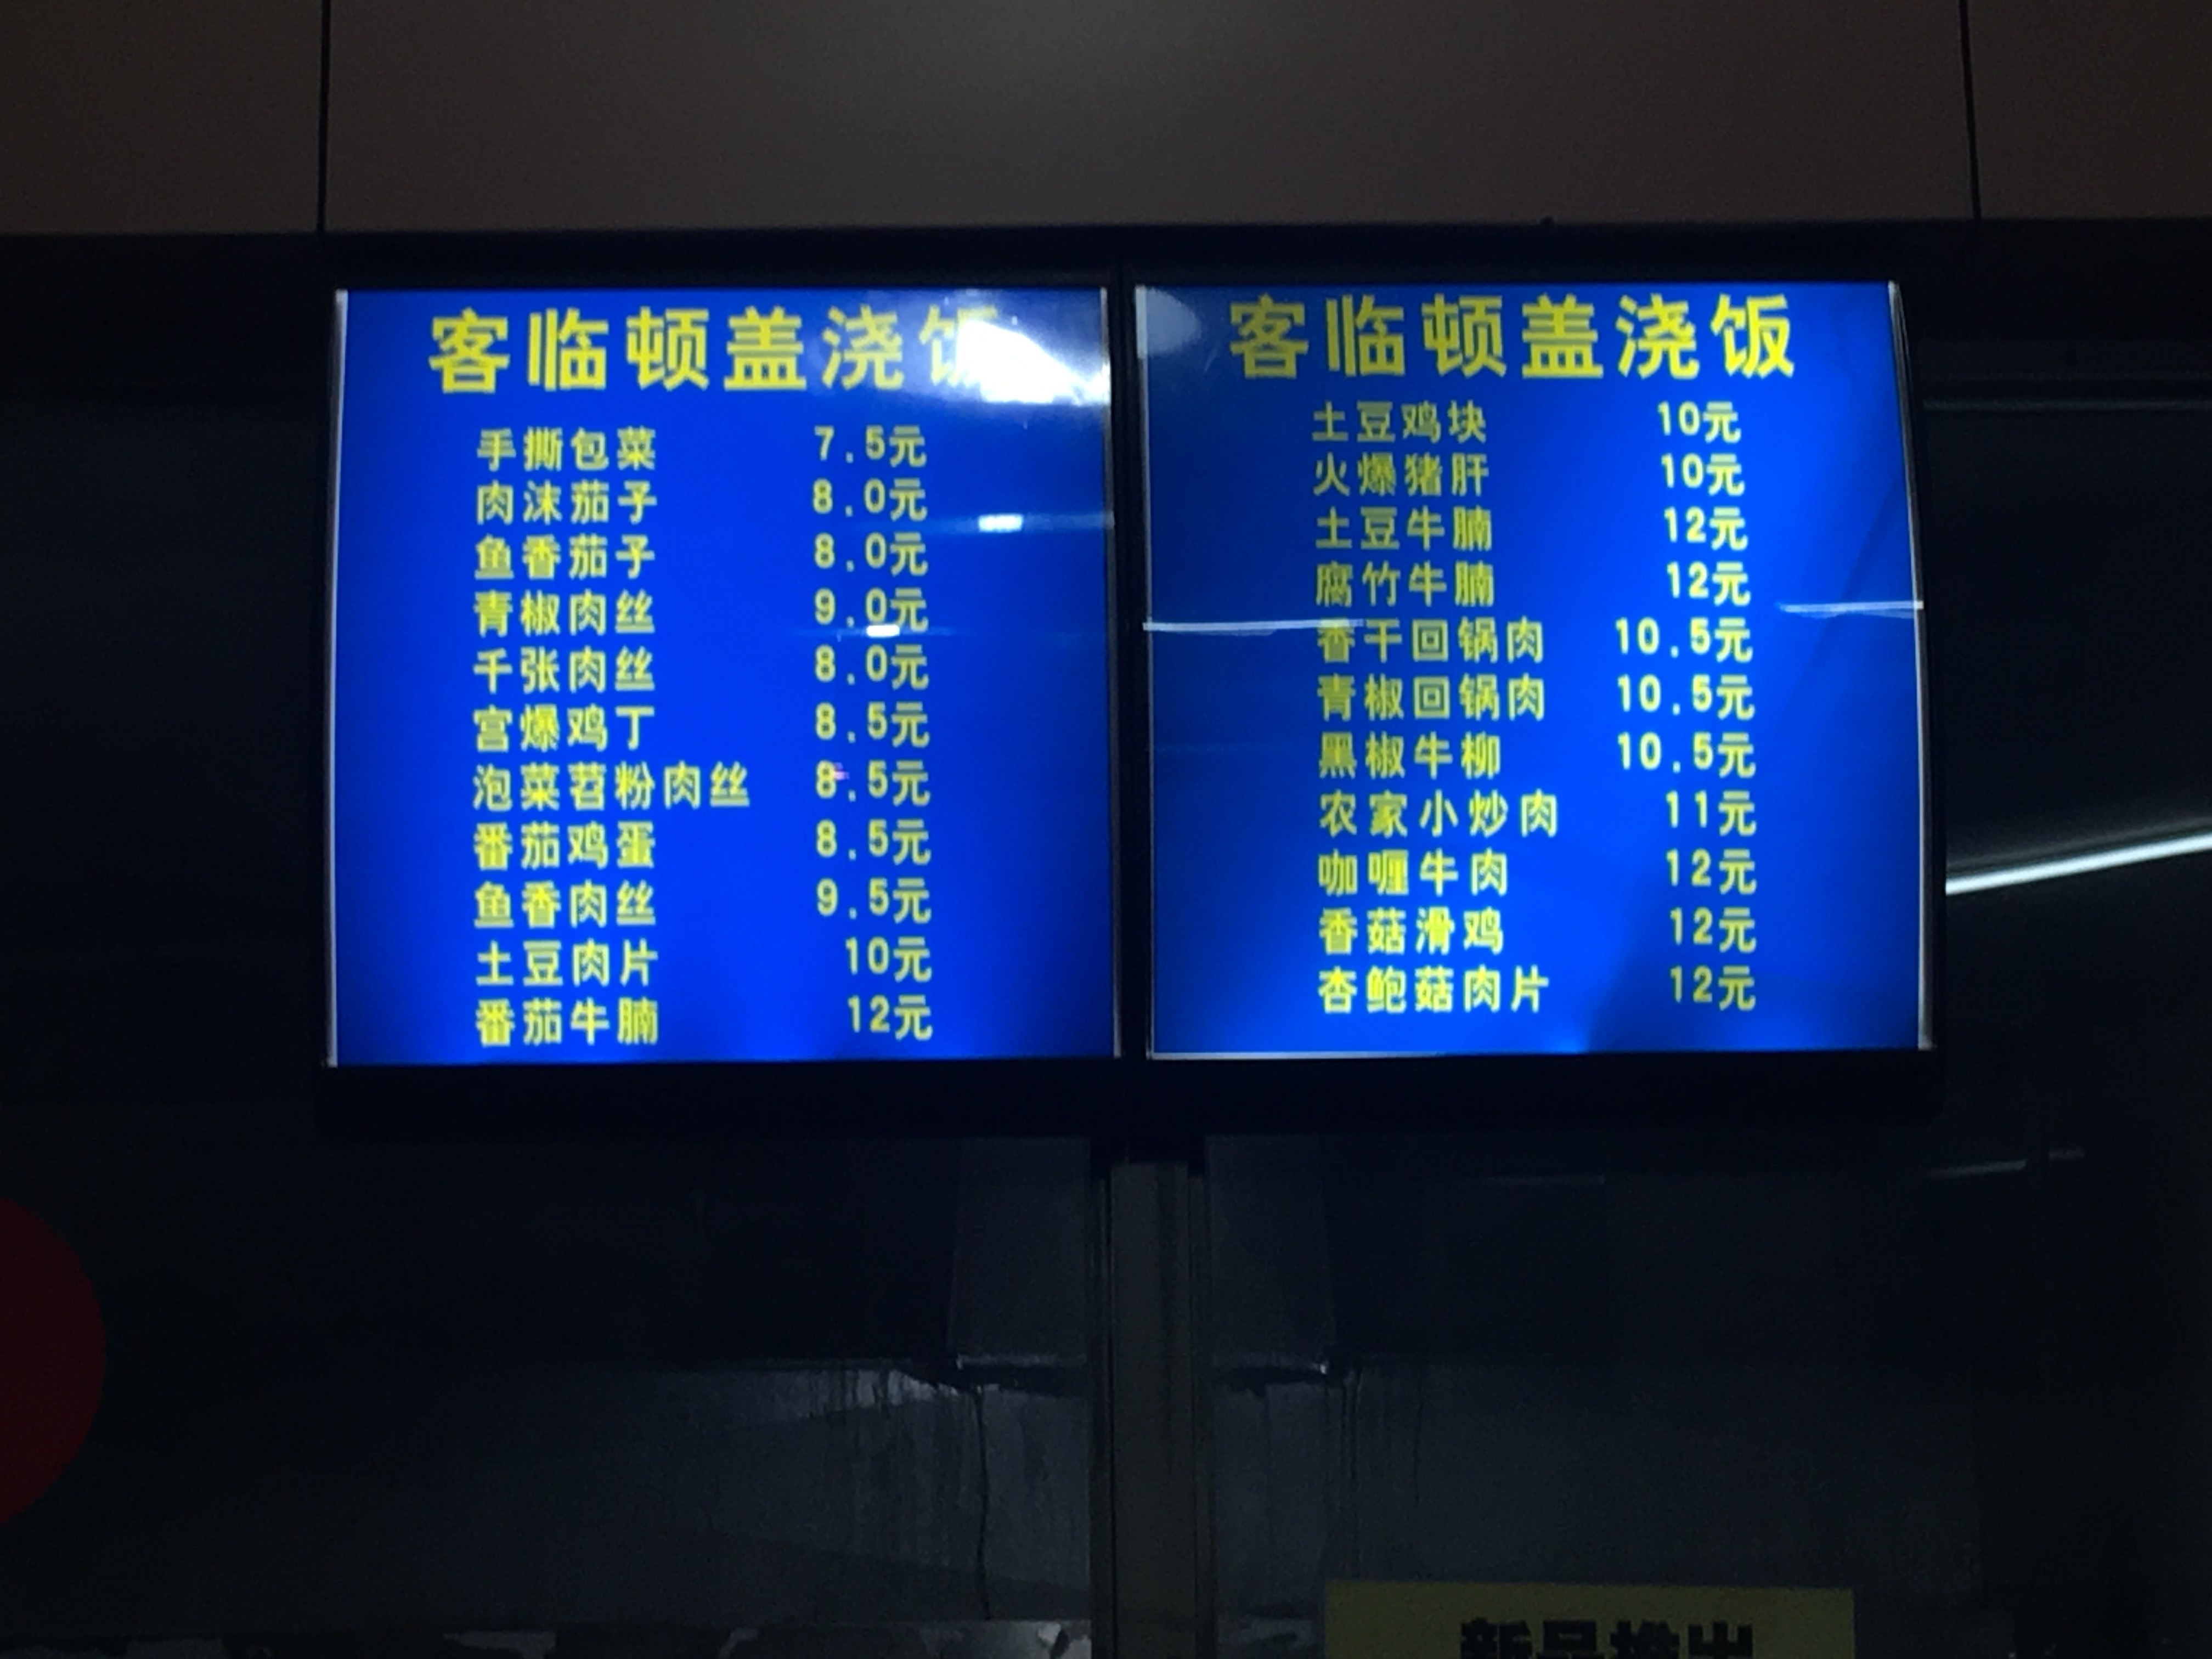 客临顿盖浇饭
手撕包菜 7.5元
肉沫茄子 8.0元
鱼香茄子 8.0元
青椒肉丝 9.0元
千张肉丝 8.0元
宫爆鸡丁 8.5元
泡菜苕粉肉丝 8.5元
番茄鸡蛋 8.5元
鱼香肉丝 9.5元
土豆肉片 10元
番茄牛腩 12元
客临顿盖浇饭
土豆鸡块 10元
火爆猪肝 10元
土豆牛腩 12元
腐竹牛腩 12元
香干回锅肉 10.5元
青椒回锅肉 10.5元
黑椒牛柳 10.5元
农家小炒肉 11元
咖喱牛肉 12元
香菇滑鸡 12元
杏鲍菇肉片 12元
新品推出